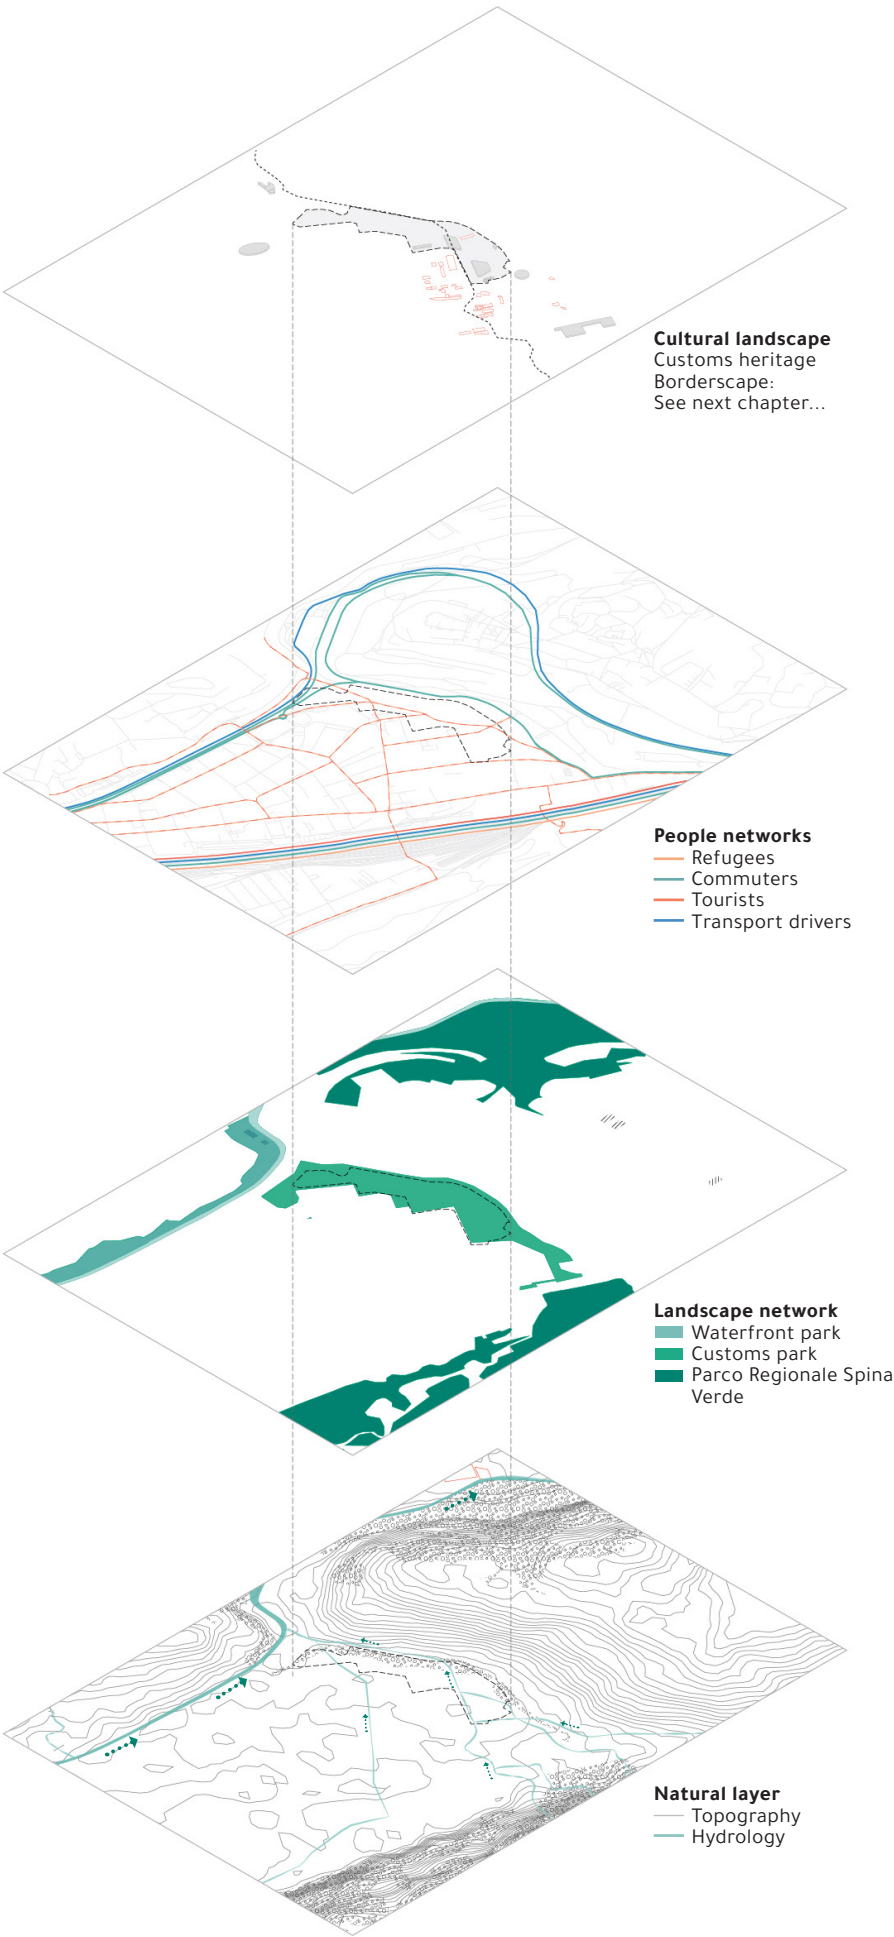 Cultural landscape
Customs heritage
Borderscape:
See next chapter...
People networks
Refugees
Commuters
Tourists
Transport drivers
Landscape network
Waterfront park
Customs park
Parco Regionale Spina
Verde
Natural layer
Topography
Hydrology